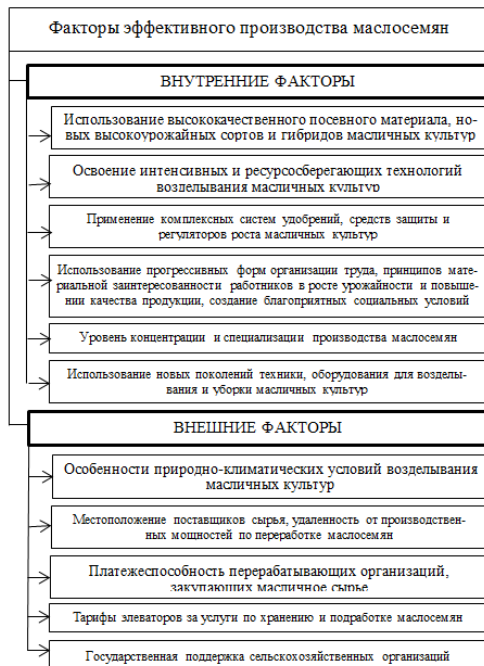 Факторы эффективного производства маслосемян
ВНУТРЕННИЕ ФАКТОРЫ
Использование высококачественного посевного материала, но-
вых высокоурожайных сортов и гибридов масличных культур
Освоение интенсивных и ресурсосберегающих технологий
возделывания масличных культур
Применение комплексных систем удобрений, средств защиты и
регуляторов роста масличных культур
Использование прогрессивных форм организации труда, принципов мате-
риальной заинтересованности работников в росте урожайности и повыше-
нии качества продукции, создание благоприятных социальных условий
Уровень концентрации и специализации производства маслосемян
Использование новых поколений техники, оборудования для возделы-
вания и уборки масличных культур
ВНЕШНИЕ ФАКТОРЫ
Особенности природно-климатических условий возделывания
масличных культур
Местоположение поставщиков сырья, удаленность от производствен-
ных мощностей по переработке маслосемян
Платежеспособность перерабатывающих организаций,
закупающих масличное сырье
Тарифы элеваторов за услуги по хранению и подработке маслосемян
Государственная поддержка сельскохозяйственных организаций